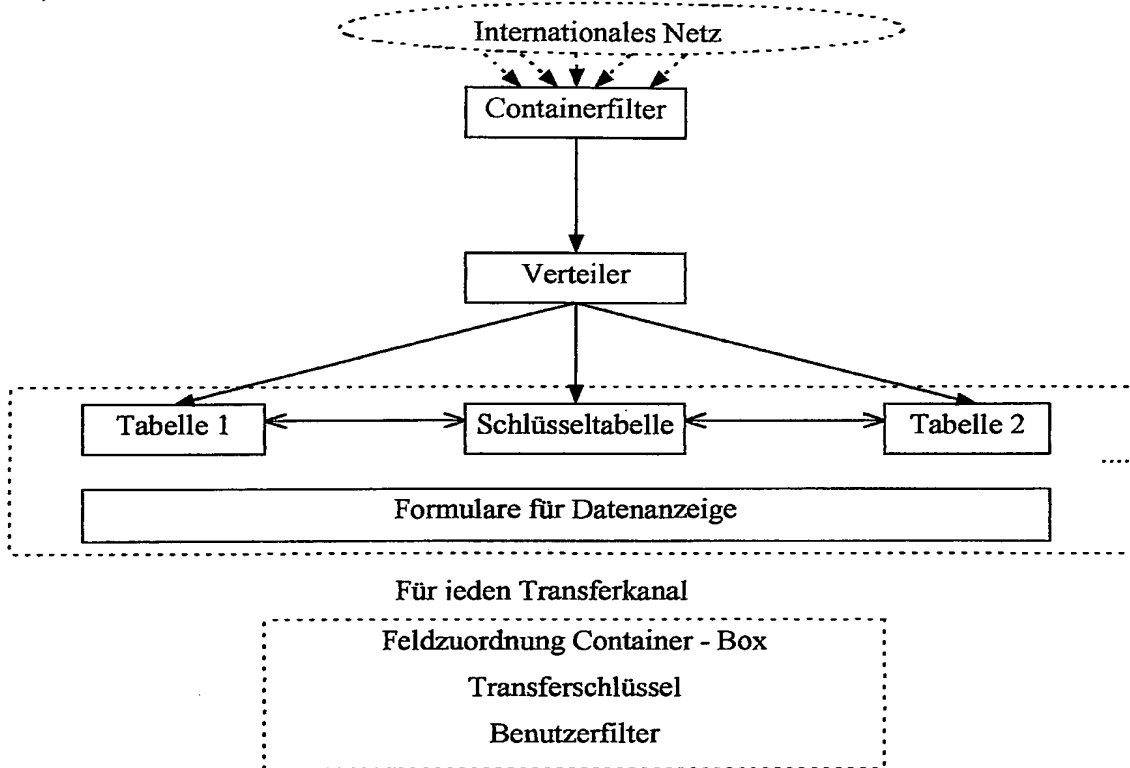 Internationales Netz
Containerfilter
Verteiler
Tabelle 1
Schlüsseltabelle
Tabelle 2
Formulare für Datenanzeige
Für jeden Transferkanal
Feldzuordnung Container - Box
Transferschlüssel
Benutzerfilter